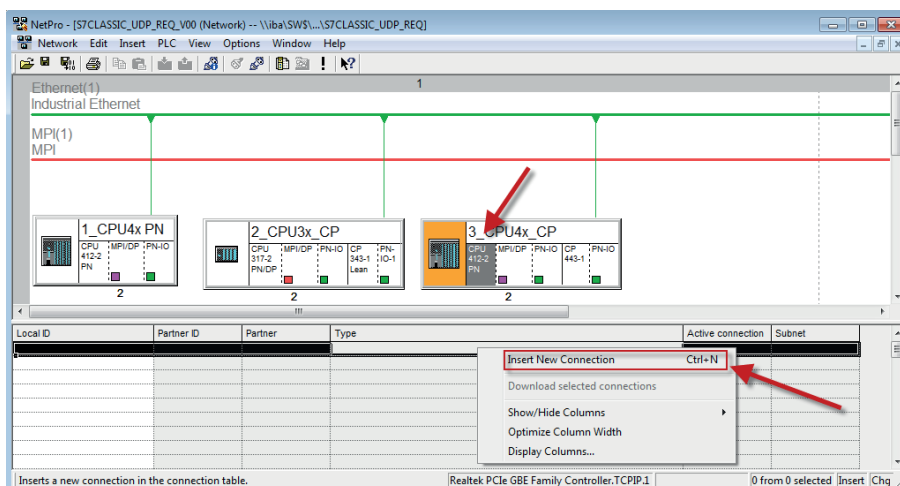 NetPro - [S7CLASSIC_UDP_REQ_V00 (Network) -- \\iba\SW$\...\S7CLASSIC_UDP_REQ]
Network Edit Insert PLC View Options Window Help
1
Ethernet(1)
Industrial Ethernet
MPI(1)
MPI
1_CPU4x PN
CPU 412-2 PN
MPI/DP
PN-IO
2
2_CPU3x_CP
CPU 317-2 PN/DP
MPI/DP
PN-IO
CP 343-1 Lean
PN-IO-1
2
3_CPU4x_CP
CPU 412-2 PN
MPI/DP
PN-IO
CP 443-1
PN-IO
2
Local ID Partner ID Partner Type Active connection Subnet
Insert New Connection Ctrl+N
Download selected connections
Show/Hide Columns
Optimize Column Width
Display Columns...
Inserts a new connection in the connection table. Realtek PCIe GBE Family Controller.TCPIP.1 0 from 0 selected Insert Chg